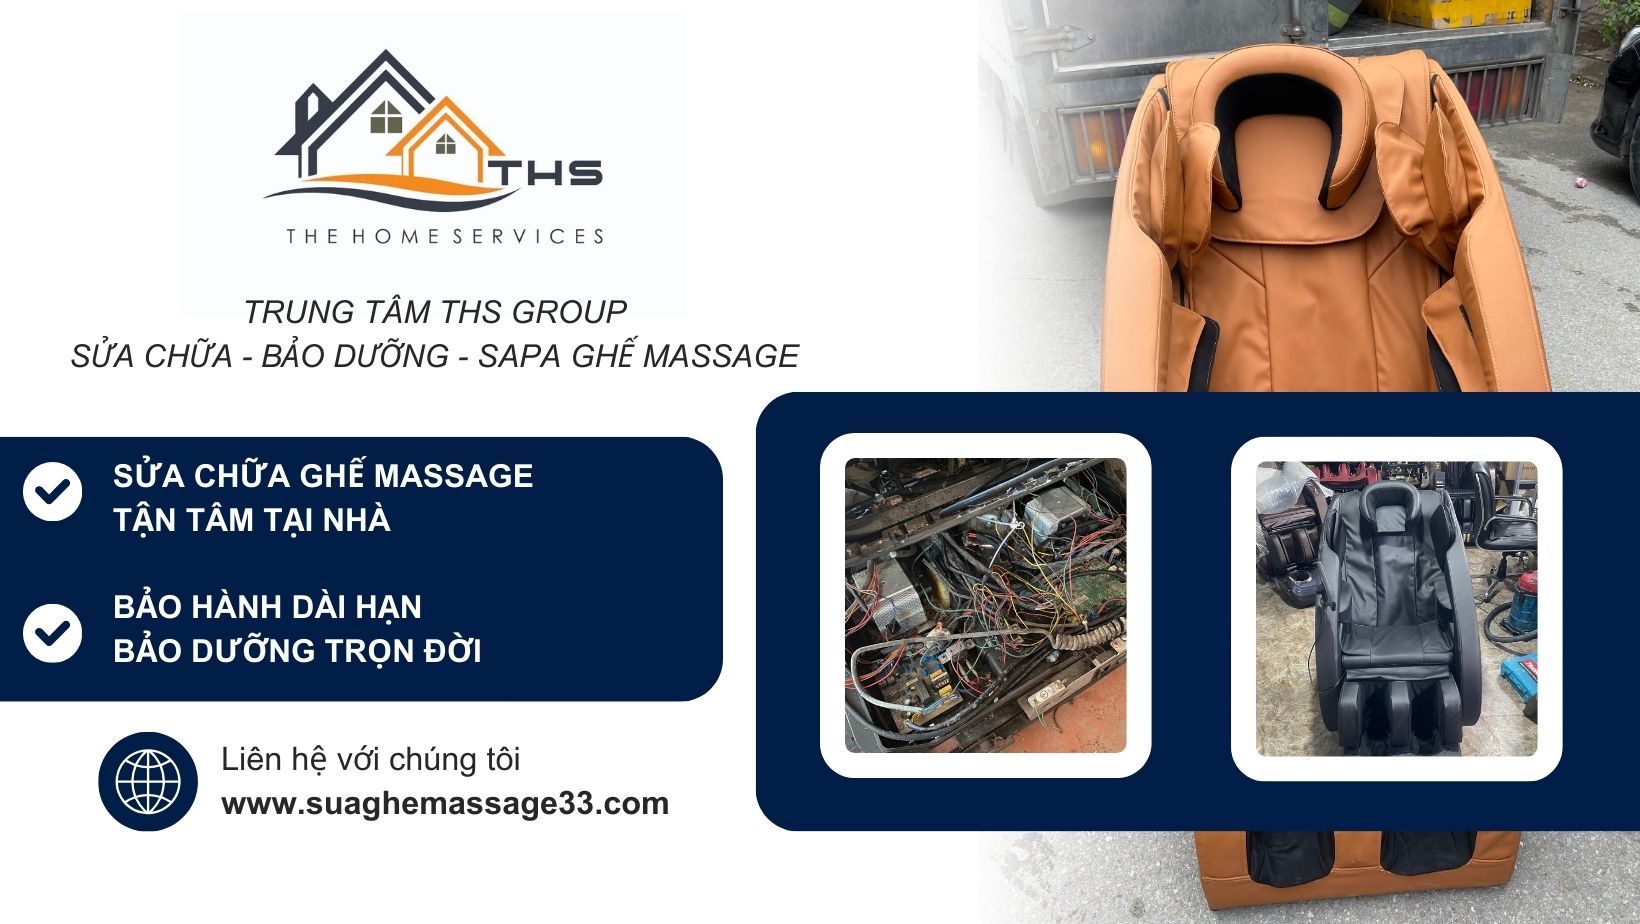 THS
THE HOME SERVICES
TRUNG TÂM THS GROUP
SỬA CHỮA - BẢO DƯỠNG - SAPA GHẾ MASSAGE
SỬA CHỮA GHẾ MASSAGE
TẬN TÂM TẠI NHÀ
BẢO HÀNH DÀI HẠN
BẢO DƯỠNG TRỌN ĐỜI
Liên hệ với chúng tôi
www.suaghemassage33.com